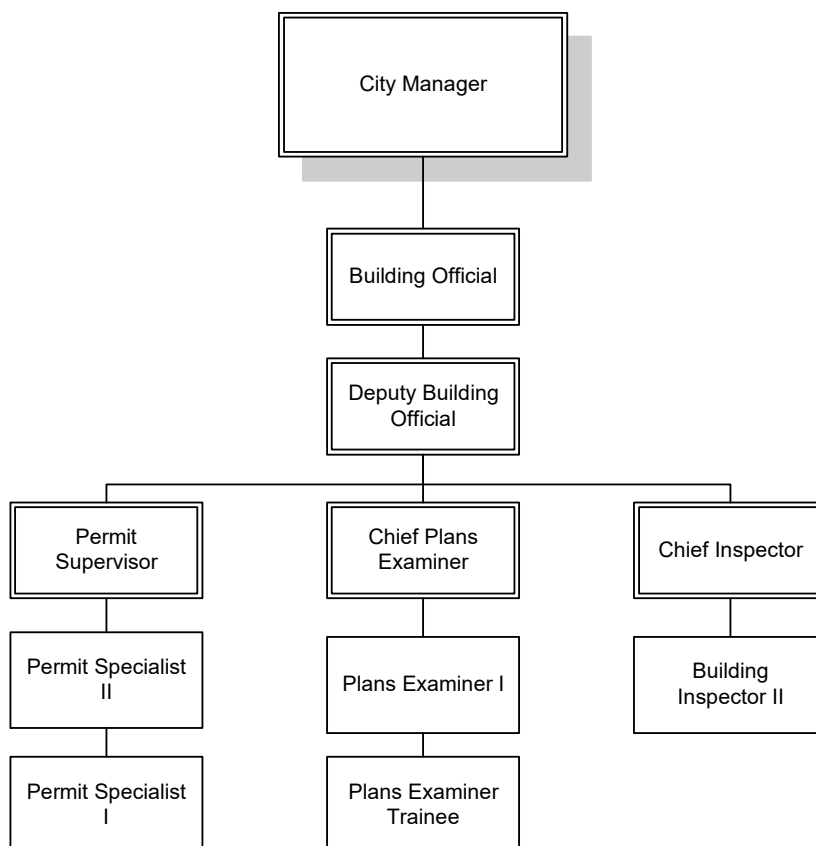 City Manager
Building Official
Deputy Building
Official
Permit
Supervisor
Chief Plans
Examiner
Chief Inspector
Permit Specialist
II
Plans Examiner I
Building
Inspector II
Permit Specialist
I
Plans Examiner
Trainee